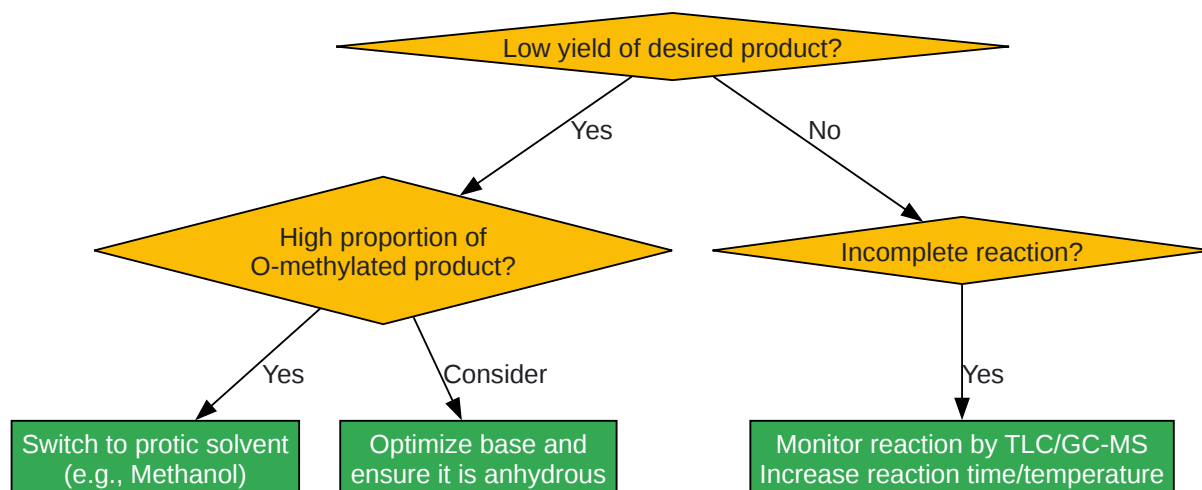 Low yield of desired product?
Yes
No
High proportion of
O-methylated product?
Incomplete reaction?
Yes
Consider
Yes
Switch to protic solvent
(e.g., Methanol)
Optimize base and
ensure it is anhydrous
Monitor reaction by TLC/GC-MS
Increase reaction time/temperature